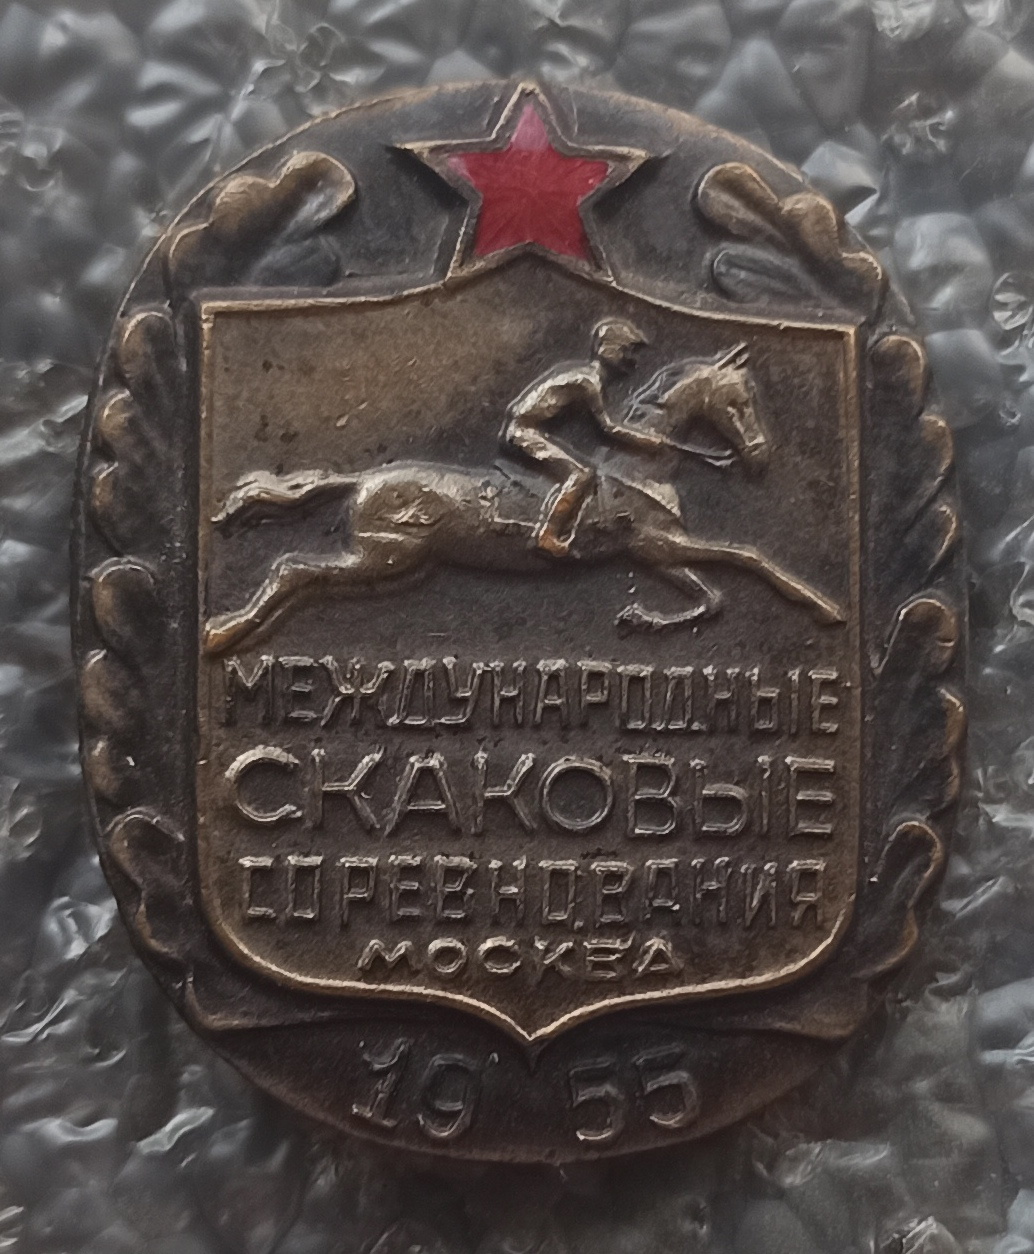 МЕЖДУНАРОДНЫЕ
СКАКОВЫЕ
СОРЕВНОВАНИЯ
МОСКВА
1955